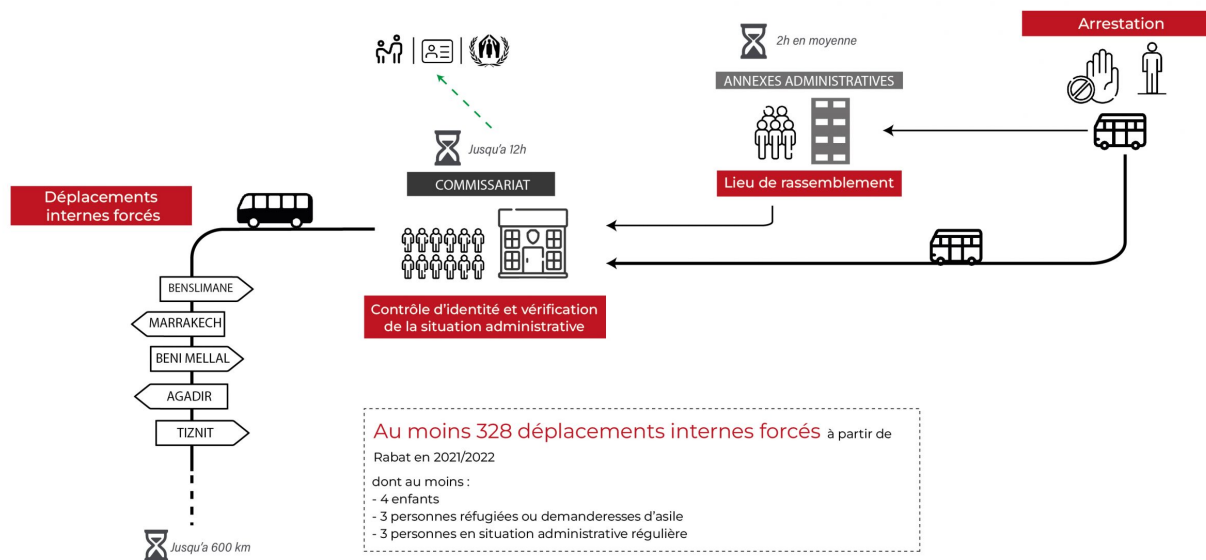 Arrestation
2h en moyenne
ANNEXES ADMINISTRATIVES
Lieu de rassemblement
Jusqu'a 12h
COMMISSARIAT
Contrôle d'identité et vérification
de la situation administrative
Déplacements
internes forcés
BENSLIMANE
MARRAKECH
BENI MELLAL
AGADIR
TIZNIT
Jusqu'a 600 km
Au moins 328 déplacements internes forcés à partir de
Rabat en 2021/2022
dont au moins :
- 4 enfants
- 3 personnes réfugiées ou demanderesses d'asile
- 3 personnes en situation administrative régulière